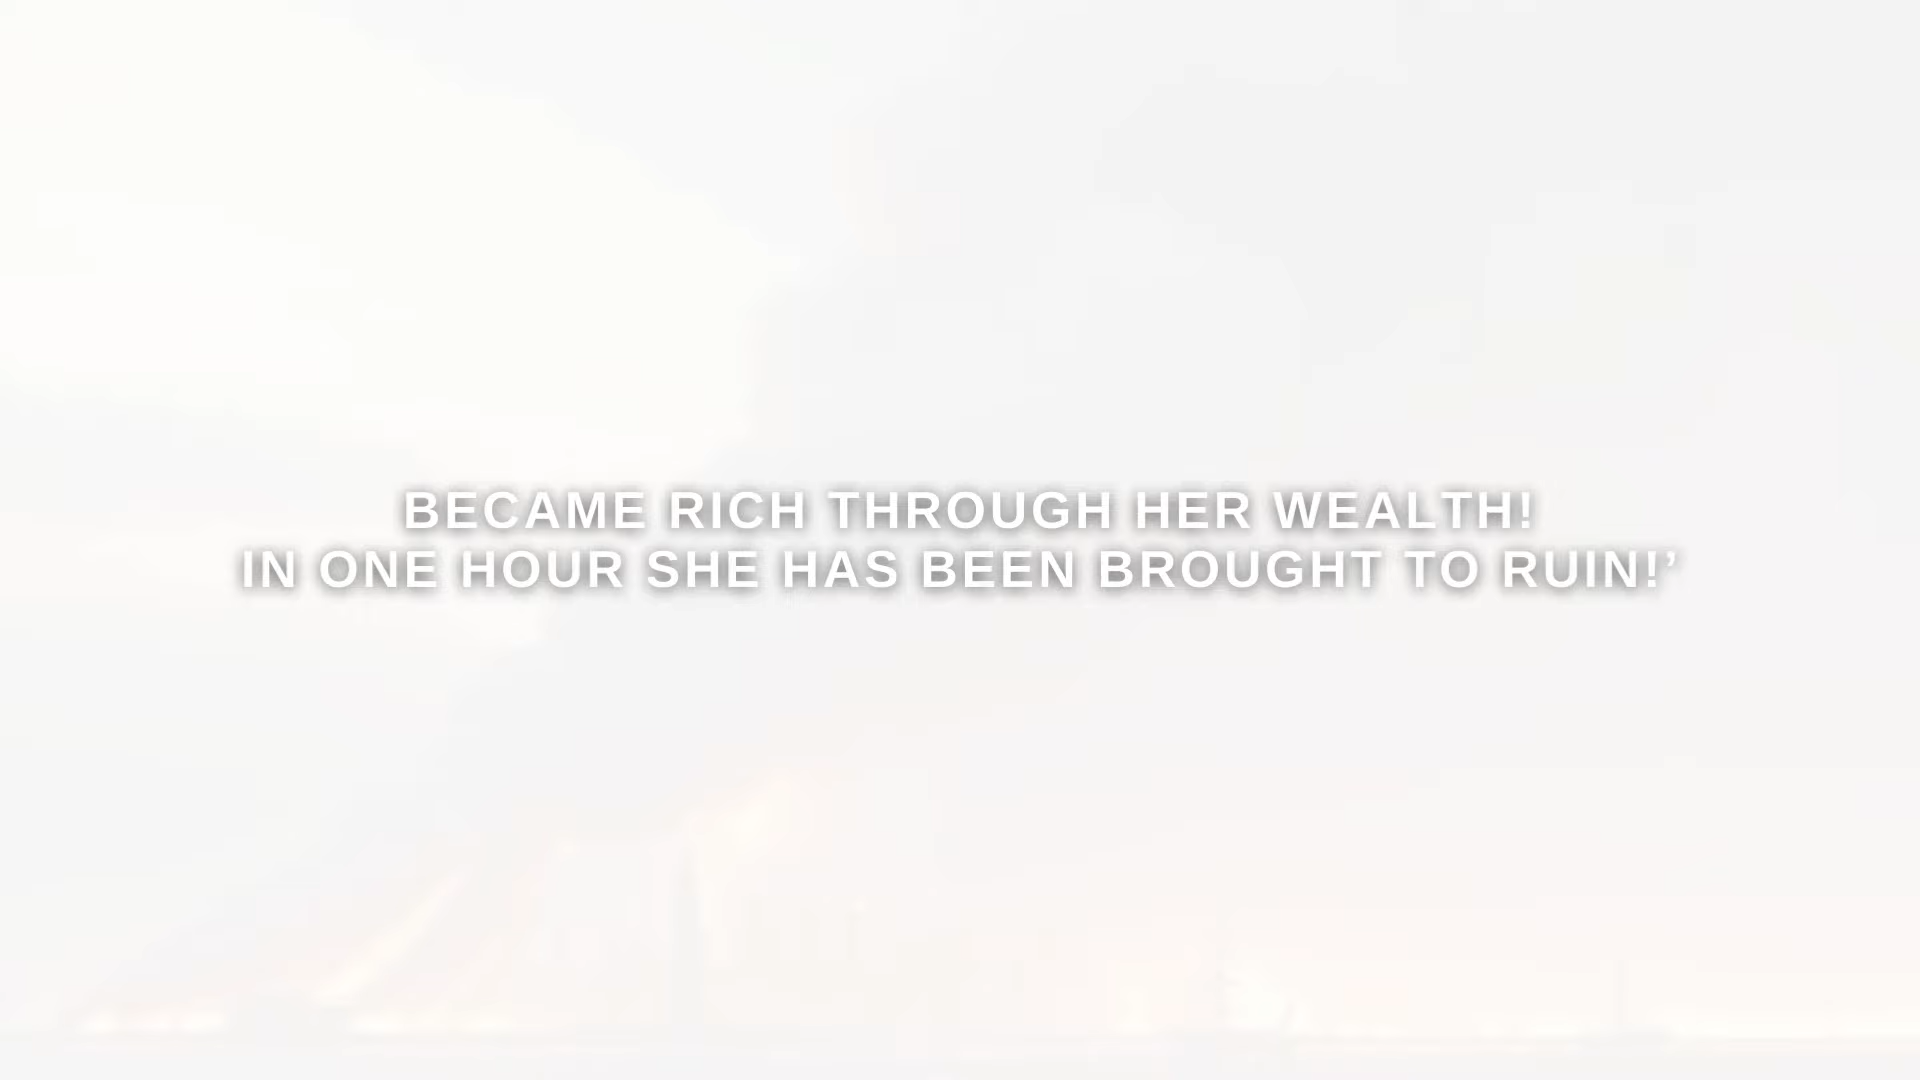 BECAME RICH THROUGH HER WEALTH!
IN ONE HOUR SHE HAS BEEN BROUGHT TO RUIN!’